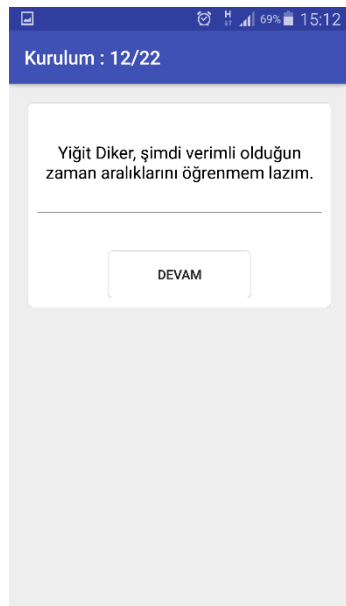 69% 15:12
Kurulum : 12/22
Yiğit Diker, şimdi verimli olduğun
zaman aralıklarını öğrenmem lazım.
DEVAM